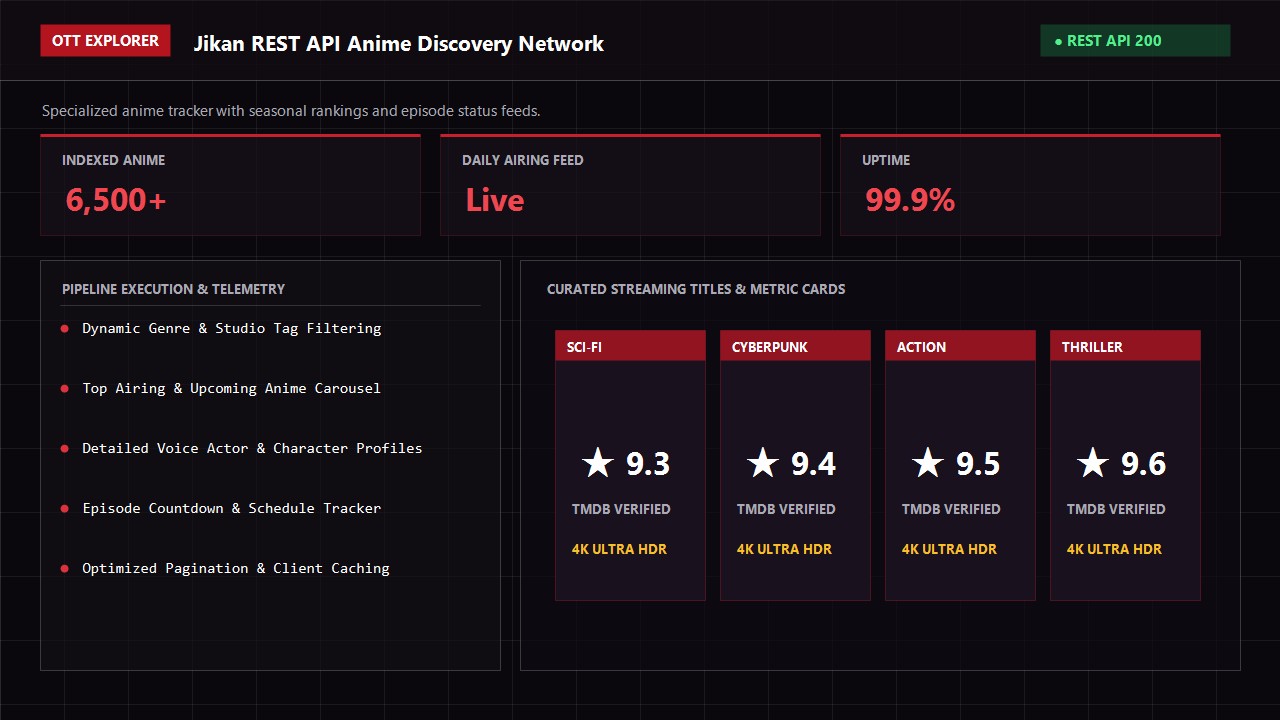 OTT EXPLORER
Jikan REST API Anime Discovery Network
● REST API 200
Specialized anime tracker with seasonal rankings and episode status feeds.
INDEXED ANIME
6,500+
DAILY AIRING FEED
Live
UPTIME
99.9%
PIPELINE EXECUTION & TELEMETRY
Dynamic Genre & Studio Tag Filtering
Top Airing & Upcoming Anime Carousel
Detailed Voice Actor & Character Profiles
Episode Countdown & Schedule Tracker
Optimized Pagination & Client Caching
CURATED STREAMING TITLES & METRIC CARDS
SCI-FI
★ 9.3
TMDB VERIFIED
4K ULTRA HDR
CYBERPUNK
★ 9.4
TMDB VERIFIED
4K ULTRA HDR
ACTION
★ 9.5
TMDB VERIFIED
4K ULTRA HDR
THRILLER
★ 9.6
TMDB VERIFIED
4K ULTRA HDR